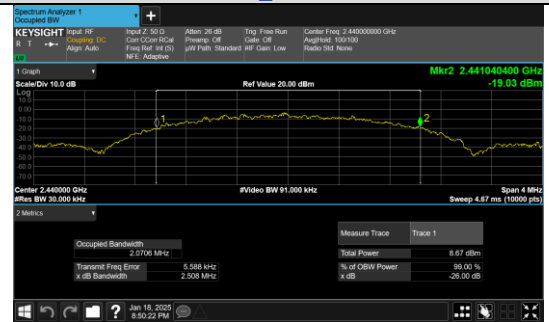 Spectrum Analyzer 1
Occupied BW
+
KEYSIGHT Input: RF Input Z: 50 Ω Atten: 26 dB Trig: Free Run Center Freq: 2.440000000 GHz
R T Coupling: DC Corr CCorr RCal Preamp: Off Gate: Off Avg|Hold: 100/100
Align: Auto Freq Ref: Int (S) µW Path: Standard #IF Gain: Low Radio Std: None
NFE: Adaptive
1 Graph
Mkr2 2.441040400 GHz
Scale/Div 10.0 dB Ref Value 20.00 dBm -19.03 dBm
Log
10.0
0.00
-10.0
-20.0
-30.0
-40.0
-50.0
-60.0
-70.0
1
2
Center 2.440000 GHz #Video BW 91.000 kHz Span 4 MHz
#Res BW 30.000 kHz Sweep 4.67 ms (10000 pts)
2 Metrics
Measure Trace Trace 1
Occupied Bandwidth
2.0706 MHz
Total Power 8.67 dBm
Transmit Freq Error 5.588 kHz % of OBW Power 99.00 %
x dB Bandwidth 2.508 MHz x dB -26.00 dB
? Jan 18, 2025
8:50:22 PM